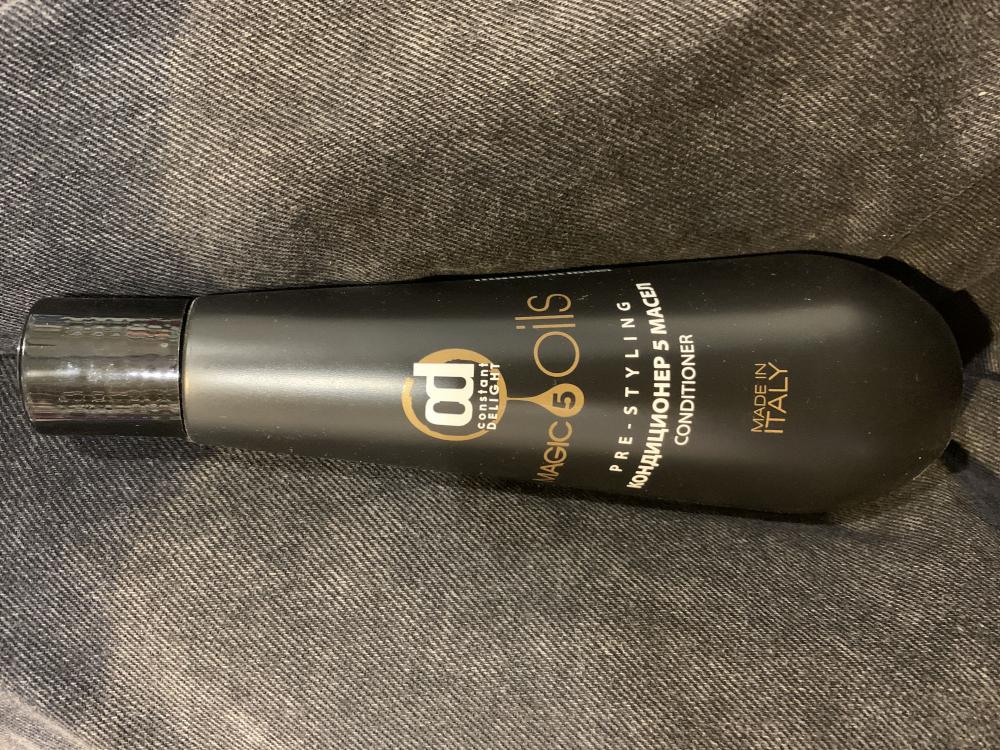 cd
constant
DELIGHT
MAGIC 5 Oils
PRE-STYLING
КОНДИЦИОНЕР 5 МАСЕЛ
CONDITIONER
MADE IN
ITALY